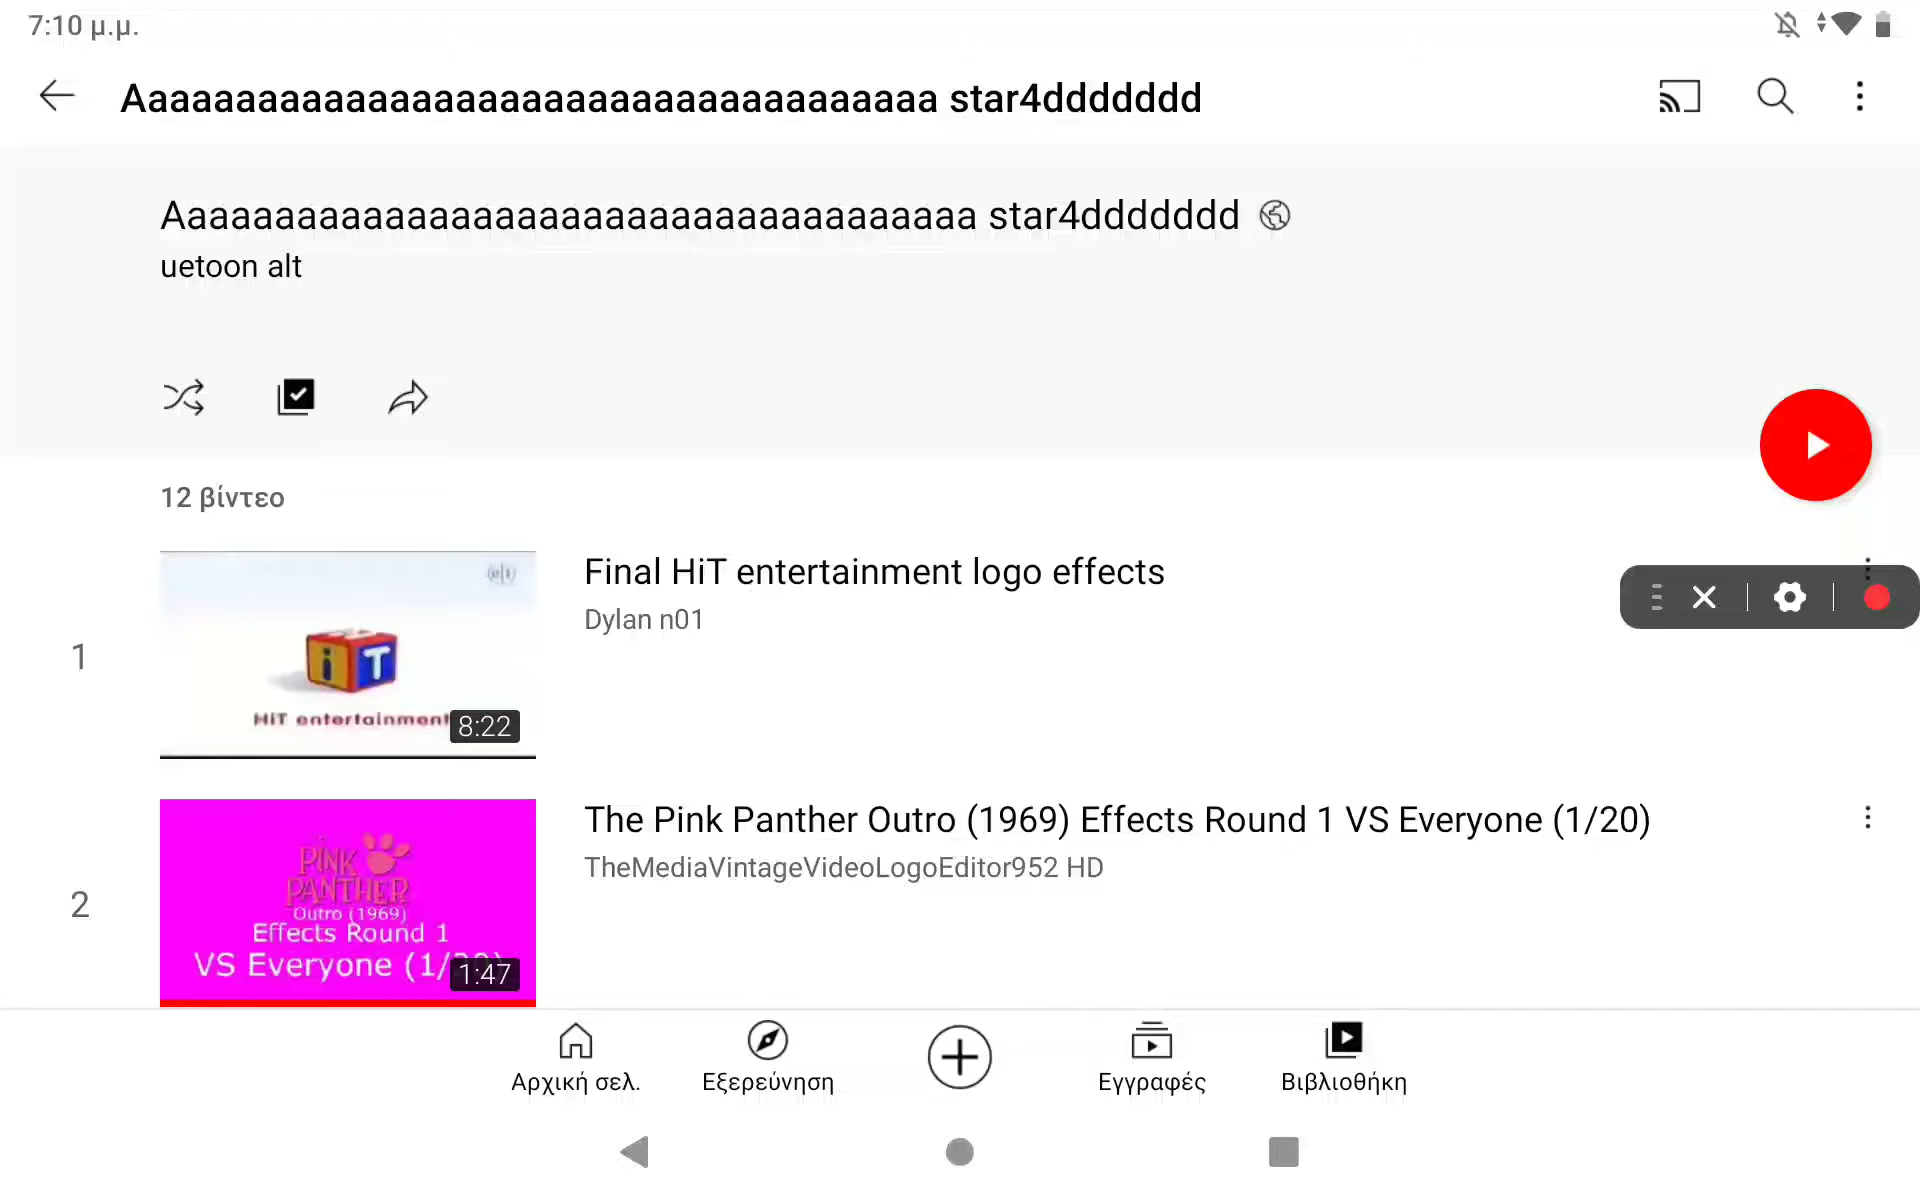 7:10 μ.μ.
Aaaaaaaaaaaaaaaaaaaaaaaaaaaaaaaaaaaaaa star4ddddddd
Aaaaaaaaaaaaaaaaaaaaaaaaaaaaaaaaaaaaaa star4ddddddd
uetoon alt
12 βίντεο
1
HiT entertainment
8:22
Final HiT entertainment logo effects
Dylan n01
2
PINK
PANTHER
Outro (1969)
Effects Round 1
VS Everyone (1/
1:47
The Pink Panther Outro (1969) Effects Round 1 VS Everyone (1/20)
TheMediaVintageVideoLogoEditor952 HD
Αρχική σελ.
Εξερεύνηση
Εγγραφές
Βιβλιοθήκη